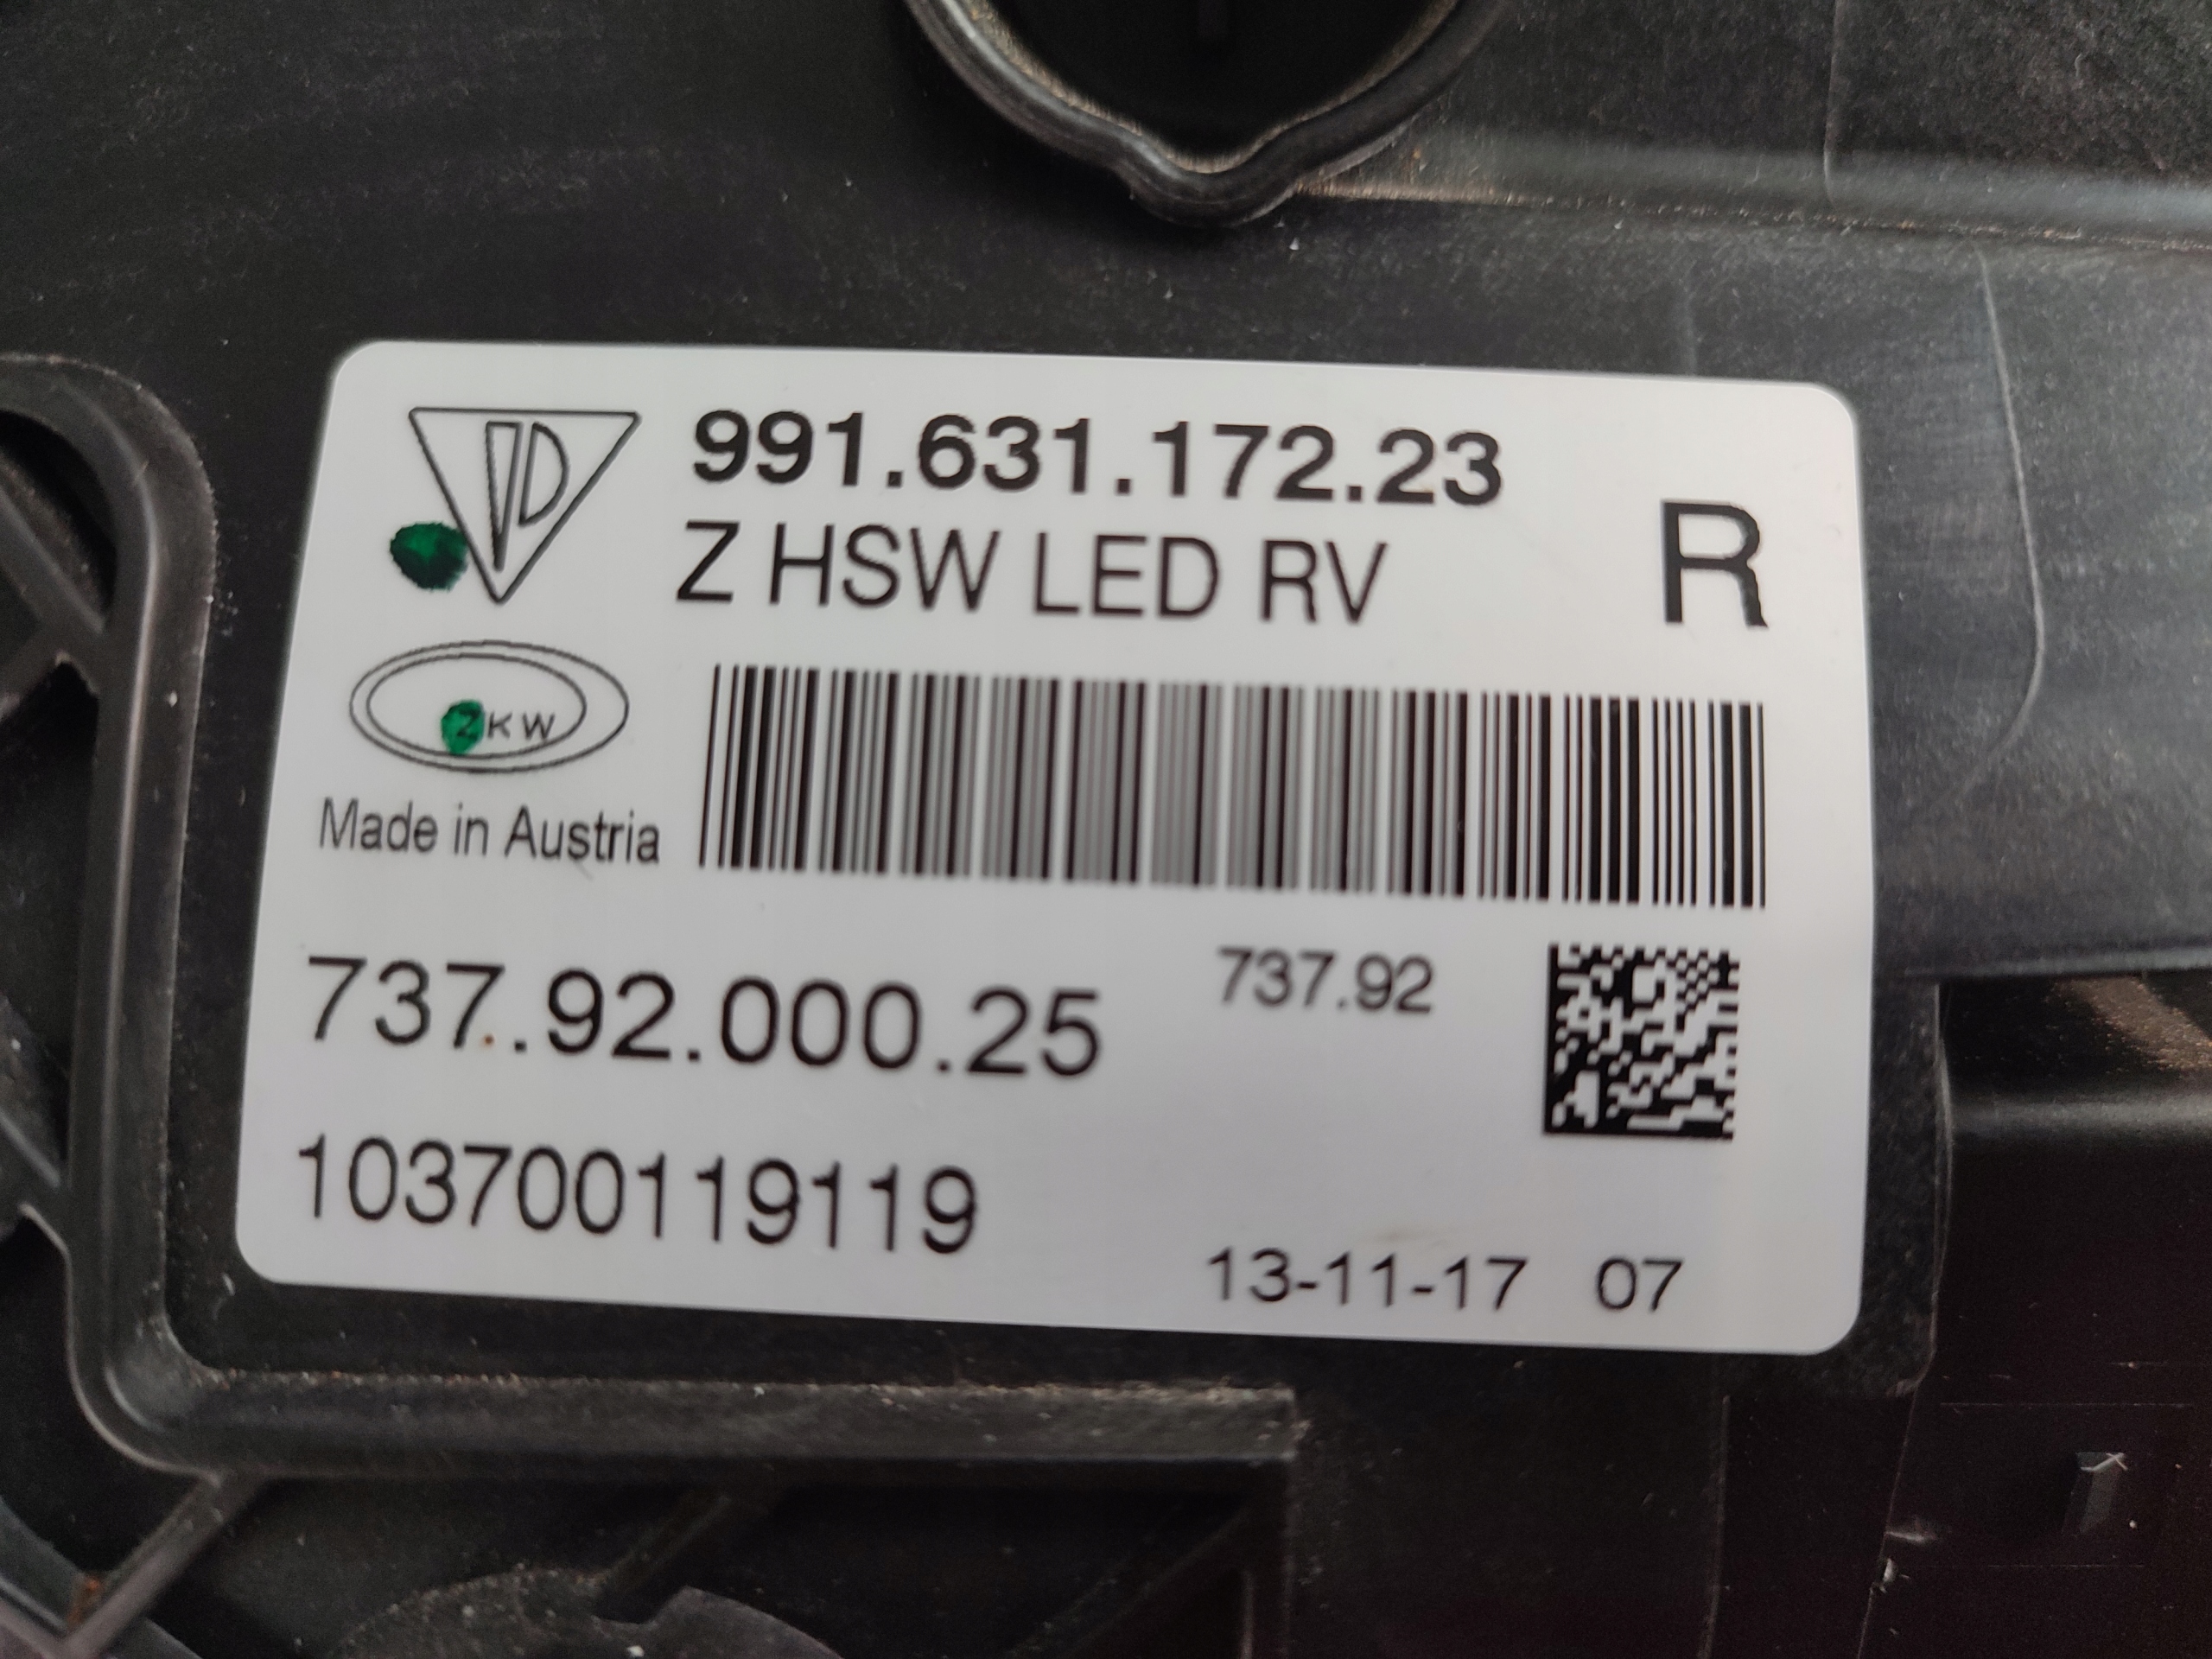 991.631.172.23
Z HSW LED RV
R
ZKW
Made in Austria
737.92.000.25
737.92
103700119119
13-11-17 07